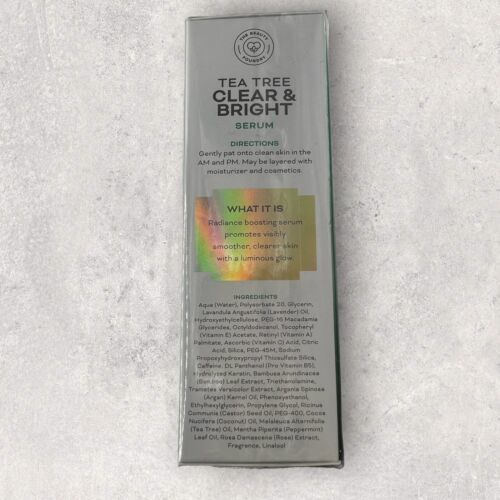 THE BEAUTY
FOUNDRY
TEA TREE
CLEAR &
BRIGHT
SERUM
DIRECTIONS
Gently pat onto clean skin in the
AM and PM. May be layered with
moisturizer and cosmetics.
WHAT IT IS
Radiance boosting serum
promotes visibly
smoother, clearer skin
with a luminous glow.
INGREDIENTS
Aqua (Water), Polysorbate 20, Glycerin,
Lavandula Angustifolia (Lavender) Oil,
Hydroxyethylcellulose, PEG-16 Macadamia
Glycerides, Octyldodecanol, Tocopheryl
(Vitamin E) Acetate, Retinyl (Vitamin A)
Palmitate, Ascorbic (Vitamin C) Acid, Citric
Acid, Silica, PEG-45M, Sodium
Propoxyhydroxypropyl Thiosulfate Silica,
Caffeine, DL Panthenol (Pro Vitamin B5),
Hydrolyzed Keratin, Bambusa Arundinacea
(Bamboo) Leaf Extract, Triethanolamine,
Trametes Versicolor Extract, Argania Spinosa
(Argan) Kernel Oil, Phenoxyethanol,
Ethylhexylglycerin, Propylene Glycol, Ricinus
Communis (Castor) Seed Oil, PEG-400, Cocos
Nucifera (Coconut) Oil, Melaleuca Alternifolia
(Tea Tree) Oil, Mentha Piperita (Peppermint)
Leaf Oil, Rosa Damascena (Rose) Extract,
Fragrance, Linalool